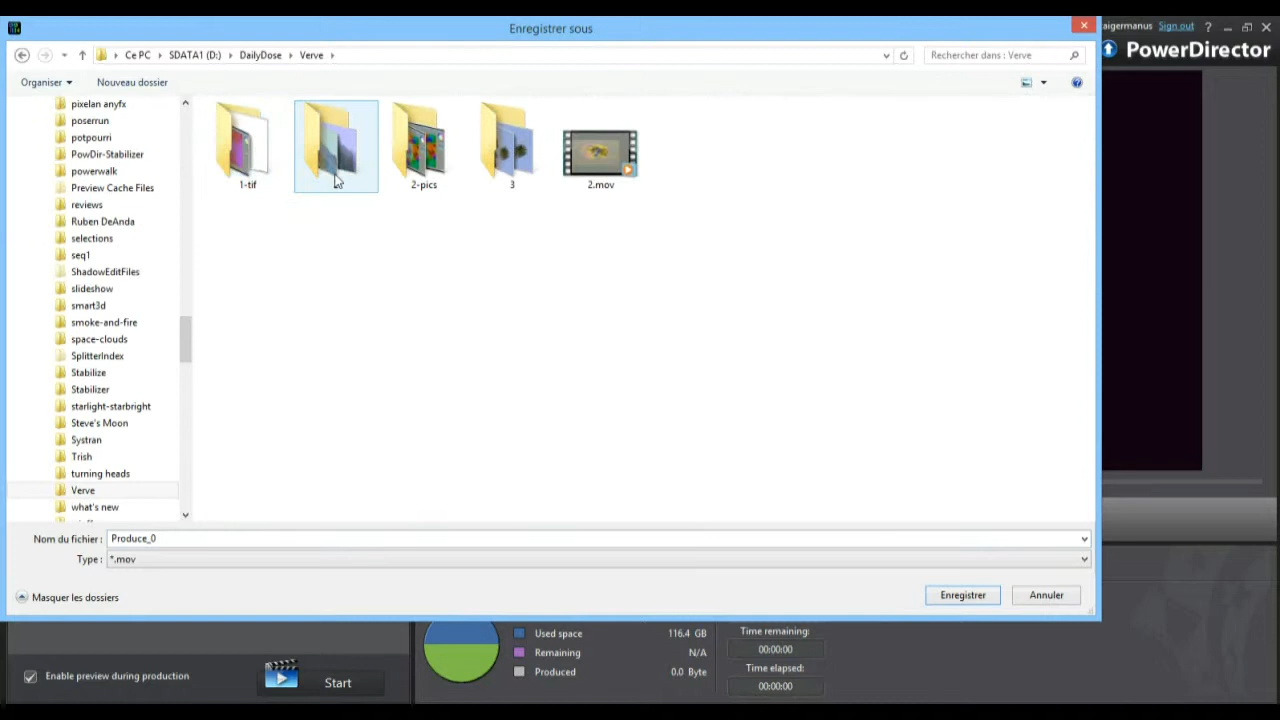 Enregistrer sous
aigermanus Sign out ?
PowerDirector
Ce PC SDATA1 (D:) DailyDose Verve
Rechercher dans : Verve
Organiser Nouveau dossier
pixelan anyfx
poserrun
potpourri
PowDir-Stabilizer
powerwalk
Preview Cache Files
reviews
Ruben DeAnda
selections
seq1
ShadowEditFiles
slideshow
smart3d
smoke-and-fire
space-clouds
SplitterIndex
Stabilize
Stabilizer
starlight-starbright
Steve's Moon
Systran
Trish
turning heads
Verve
what's new
1-tif
2-pics
3
2.mov
Nom du fichier : Produce_0
Type : *.mov
Masquer les dossiers
Enregistrer Annuler
Enable preview during production
Start
Used space 116.4 GB
Remaining N/A
Produced 0.0 Byte
Time remaining:
00:00:00
Time elapsed:
00:00:00